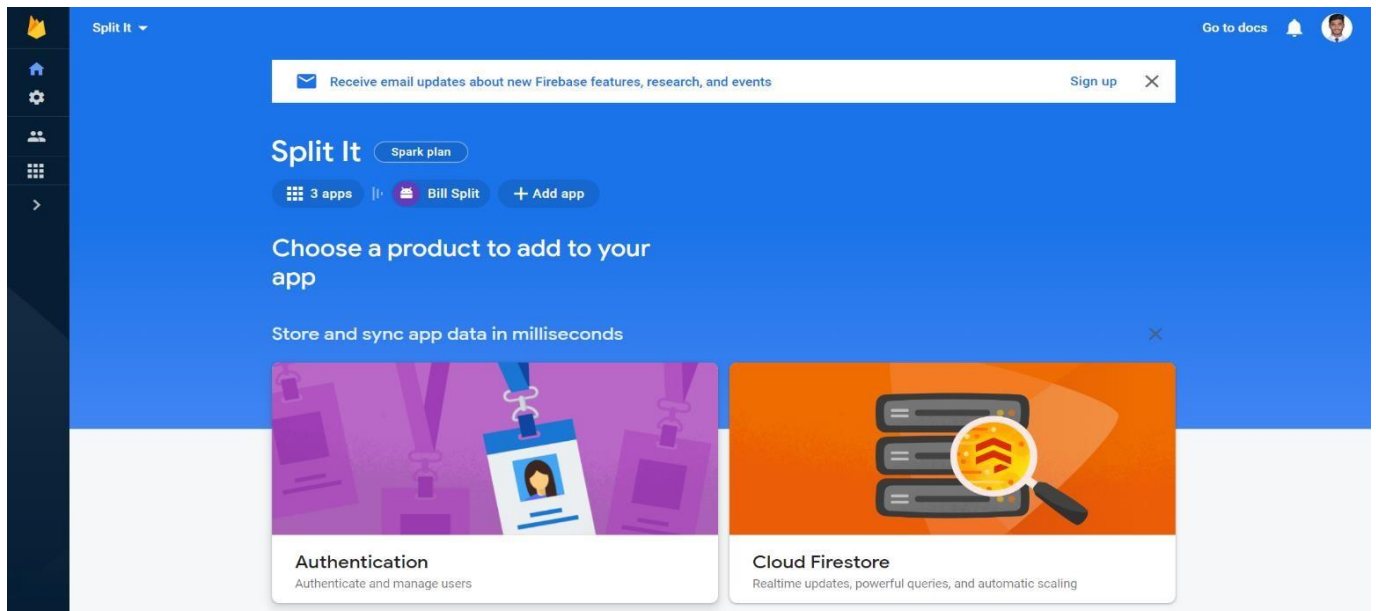 Split It
Go to docs
Receive email updates about new Firebase features, research, and events
Sign up
Split It
Spark plan
3 apps
Bill Split
+ Add app
Choose a product to add to your
app
Store and sync app data in milliseconds
Authentication
Authenticate and manage users
Cloud Firestore
Realtime updates, powerful queries, and automatic scaling